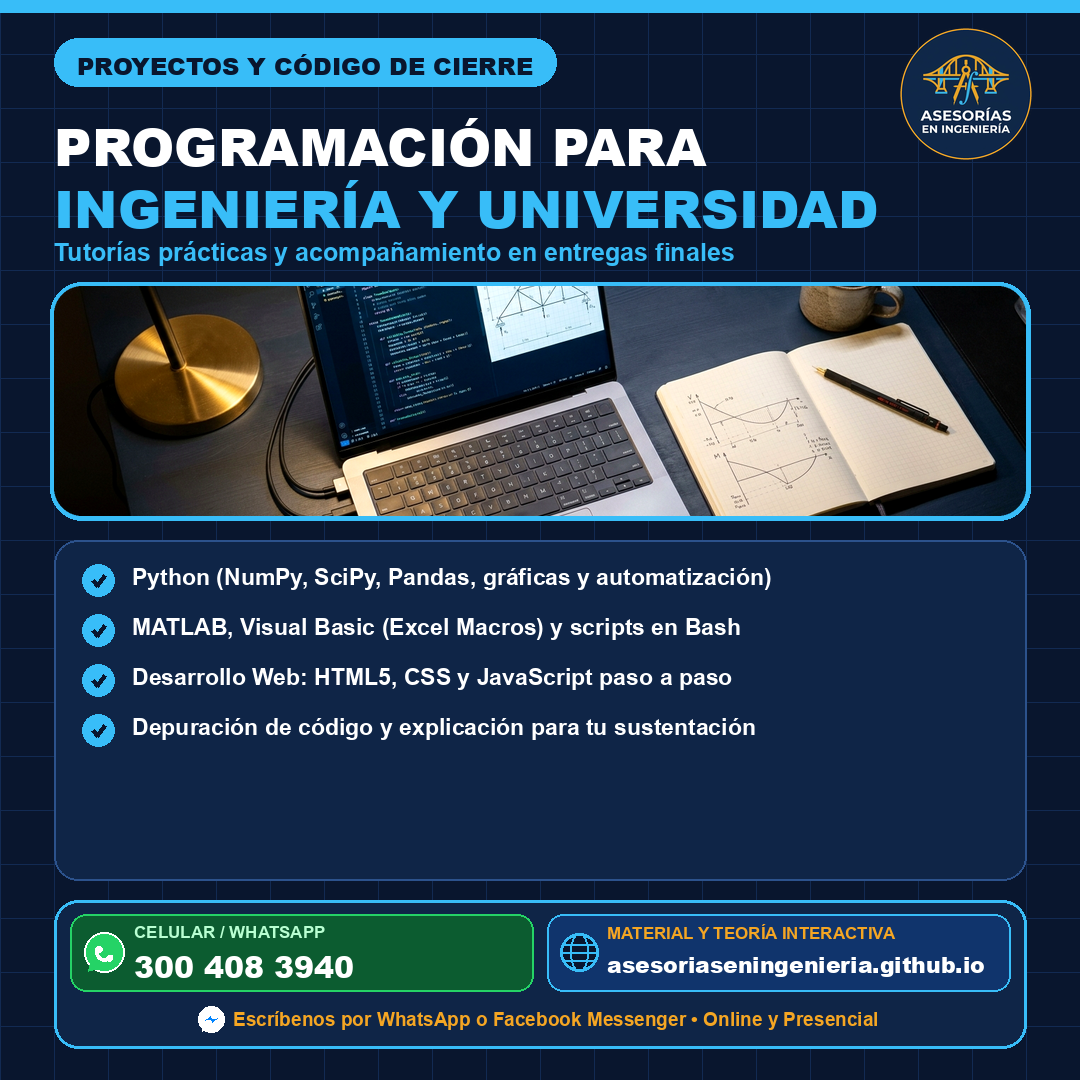 PROYECTOS Y CÓDIGO DE CIERRE
ASESORÍAS
EN INGENIERÍA
PROGRAMACIÓN PARA
INGENIERÍA Y UNIVERSIDAD
Tutorías prácticas y acompañamiento en entregas finales
Python (NumPy, SciPy, Pandas, gráficas y automatización)
MATLAB, Visual Basic (Excel Macros) y scripts en Bash
Desarrollo Web: HTML5, CSS y JavaScript paso a paso
Depuración de código y explicación para tu sustentación
CELULAR / WHATSAPP
300 408 3940
MATERIAL Y TEORÍA INTERACTIVA
asesoriaseningenieria.github.io
Escríbenos por WhatsApp o Facebook Messenger • Online y Presencial